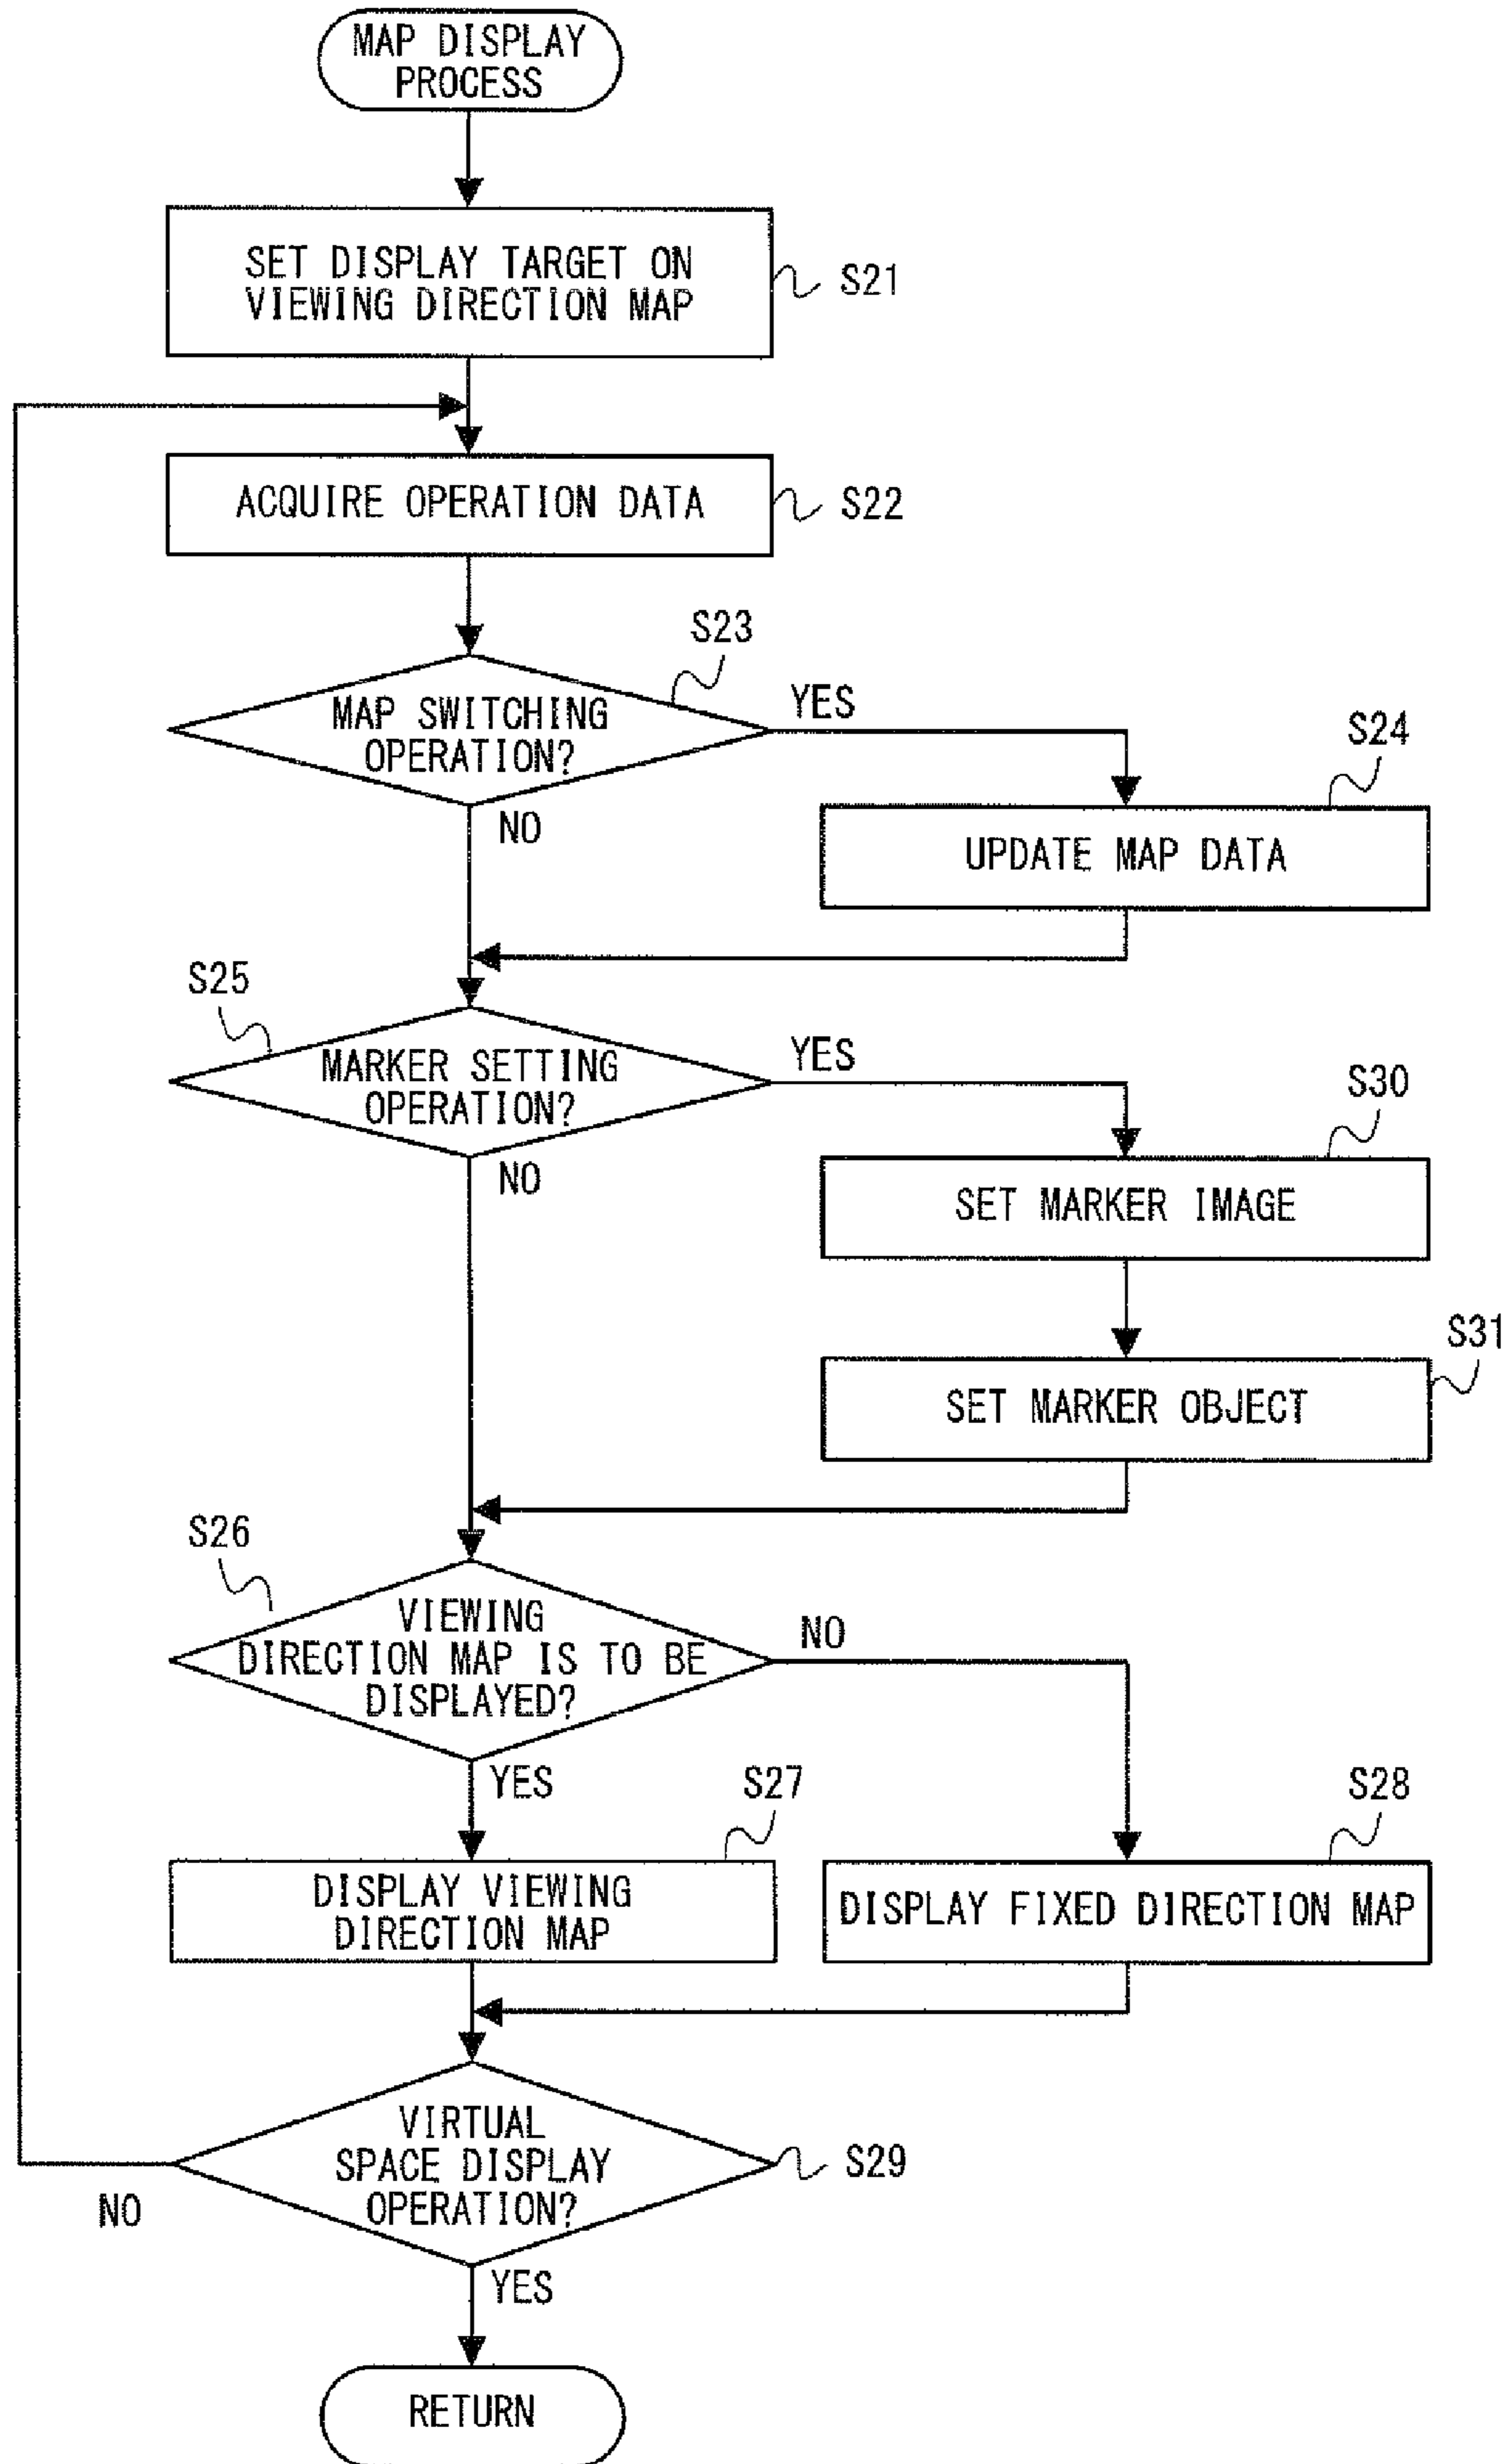 MAP DISPLAY
PROCESS
SET DISPLAY TARGET ON
VIEWING DIRECTION MAP
S21
ACQUIRE OPERATION DATA
S22
S23
MAP SWITCHING
OPERATION?
YES
NO
S24
UPDATE MAP DATA
S25
MARKER SETTING
OPERATION?
YES
NO
S30
SET MARKER IMAGE
S31
SET MARKER OBJECT
S26
VIEWING
DIRECTION MAP IS TO BE
DISPLAYED?
NO
YES
S27
DISPLAY VIEWING
DIRECTION MAP
S28
DISPLAY FIXED DIRECTION MAP
VIRTUAL
SPACE DISPLAY
OPERATION?
S29
NO
YES
RETURN